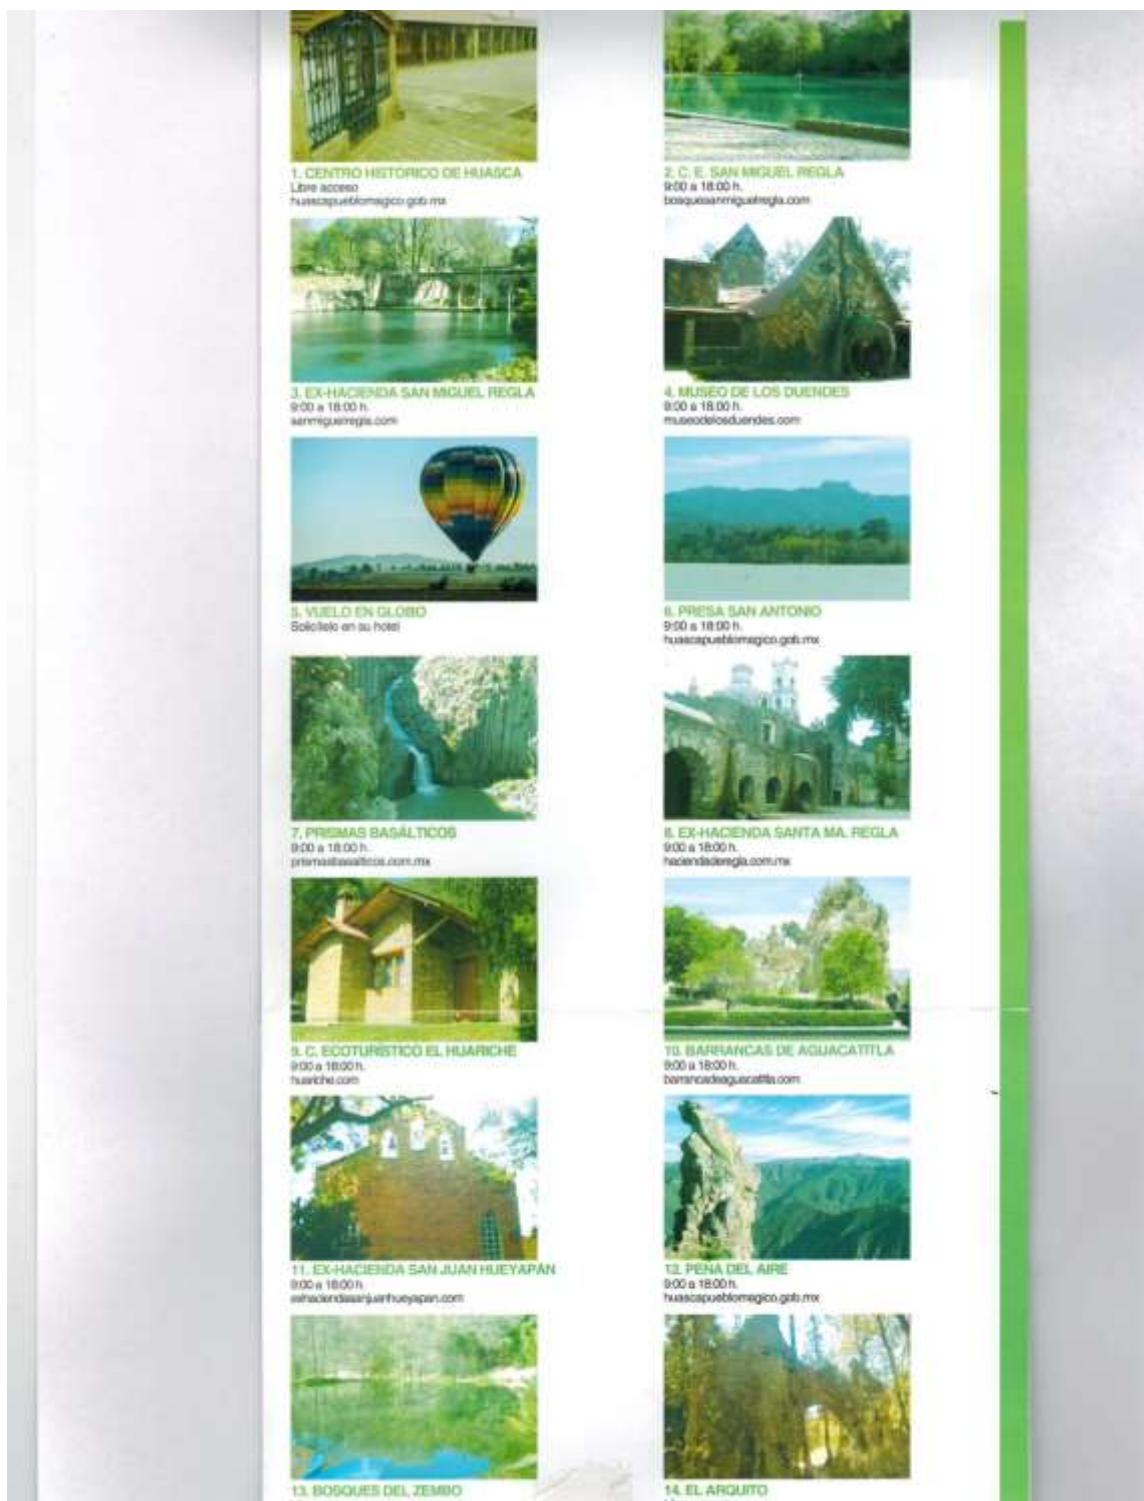 1. CENTRO HISTÓRICO DE HUASCA
Libre acceso
huascapueblomagico.gob.mx
2. C. E. SAN MIGUEL REGLA
9:00 a 18:00 h.
bosquesanmiguelregla.com
3. EX-HACIENDA SAN MIGUEL REGLA
9:00 a 18:00 h.
sanmiguelregla.com
4. MUSEO DE LOS DUENDES
9:00 a 18:00 h.
museodelosduendes.com
5. VUELO EN GLOBO
Solicítelo en su hotel
6. PRESA SAN ANTONIO
9:00 a 18:00 h.
huascapueblomagico.gob.mx
7. PRISMAS BASÁLTICOS
9:00 a 18:00 h.
prismasbasalticos.com.mx
8. EX-HACIENDA SANTA MA. REGLA
9:00 a 18:00 h.
haciendaderegla.com.mx
9. C. ECOTURÍSTICO EL HUARICHE
9:00 a 18:00 h.
huariche.com
10. BARRANCAS DE AGUACATITLA
9:00 a 18:00 h.
barrancadeaguacatitla.com
11. EX-HACIENDA SAN JUAN HUEYAPÁN
9:00 a 18:00 h.
exhaciendasanjuanhueyapan.com
12. PEÑA DEL AIRE
9:00 a 18:00 h.
huascapueblomagico.gob.mx
13. BOSQUES DEL ZEMBO
14. EL ARQUITO